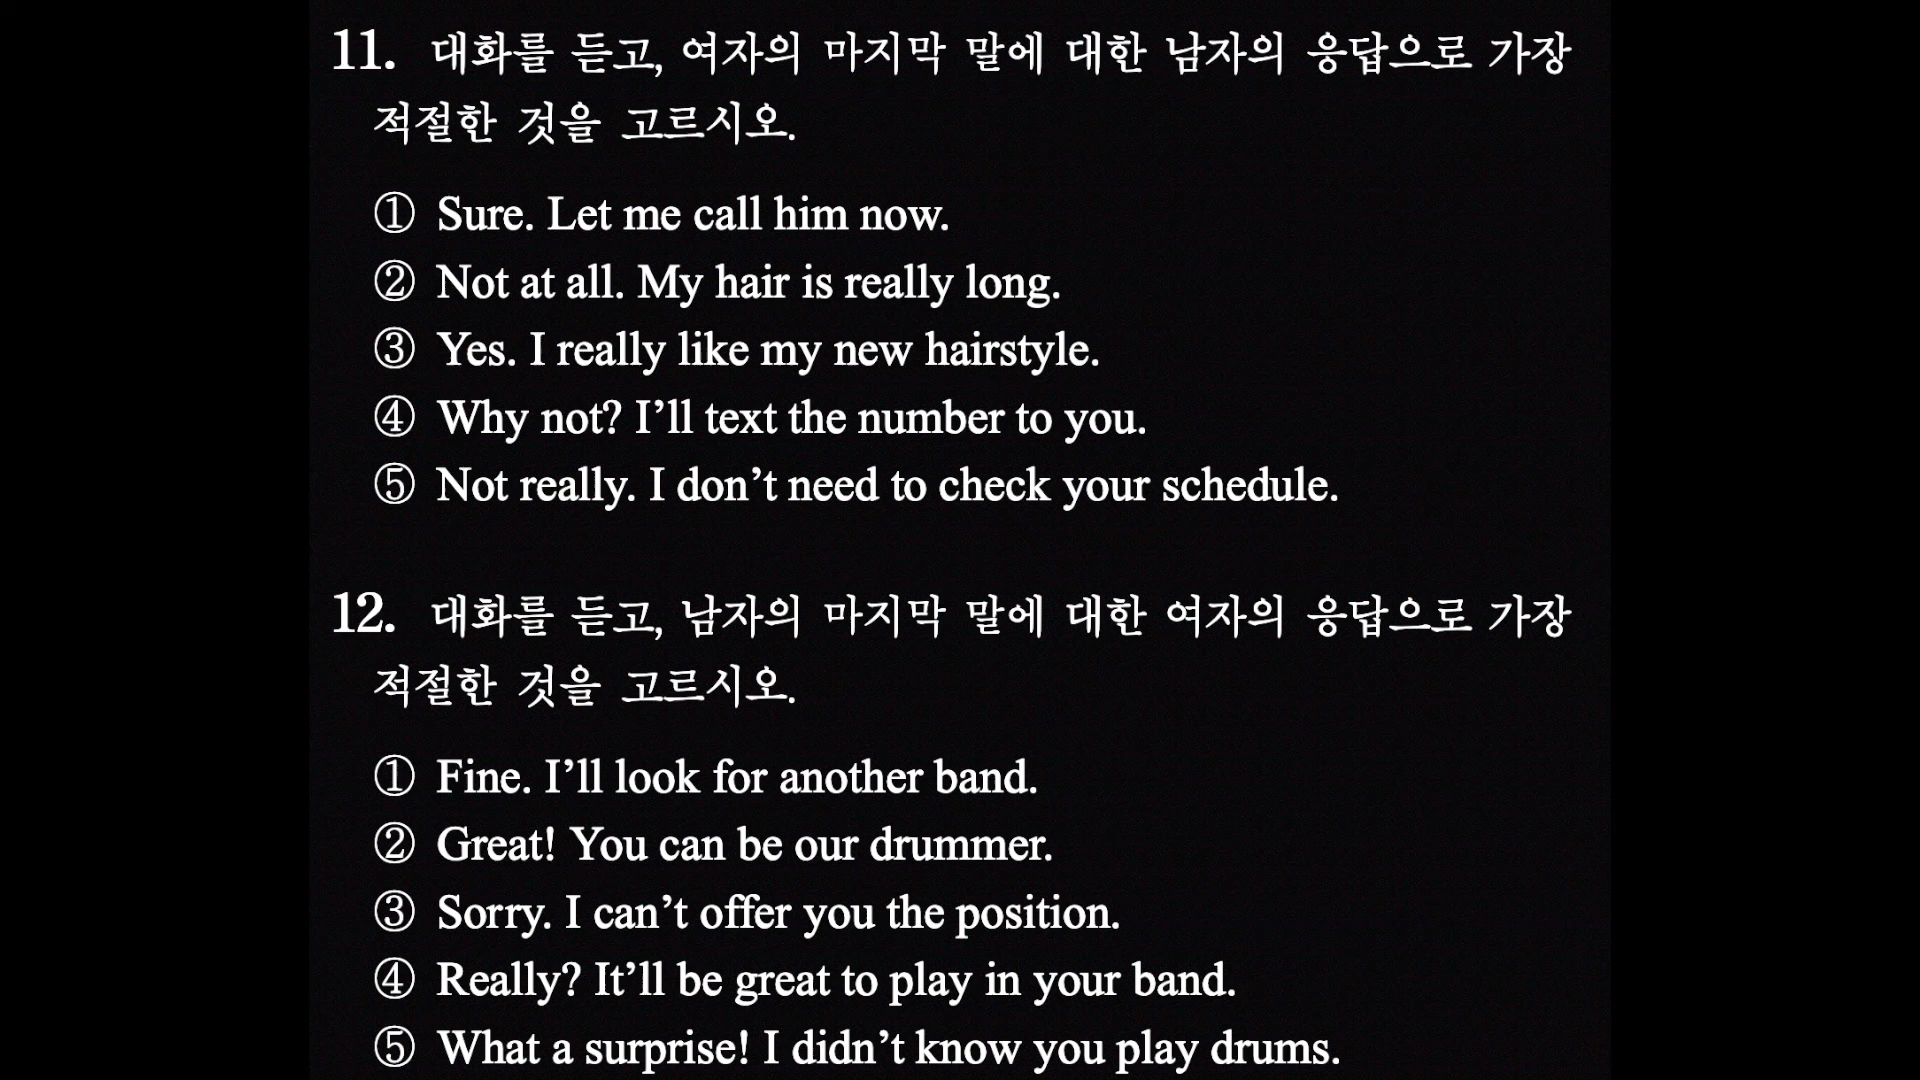 11. 대화를 듣고, 여자의 마지막 말에 대한 남자의 응답으로 가장
적절한 것을 고르시오.
① Sure. Let me call him now.
② Not at all. My hair is really long.
③ Yes. I really like my new hairstyle.
④ Why not? I’ll text the number to you.
⑤ Not really. I don’t need to check your schedule.
12. 대화를 듣고, 남자의 마지막 말에 대한 여자의 응답으로 가장
적절한 것을 고르시오.
① Fine. I’ll look for another band.
② Great! You can be our drummer.
③ Sorry. I can’t offer you the position.
④ Really? It’ll be great to play in your band.
⑤ What a surprise! I didn’t know you play drums.